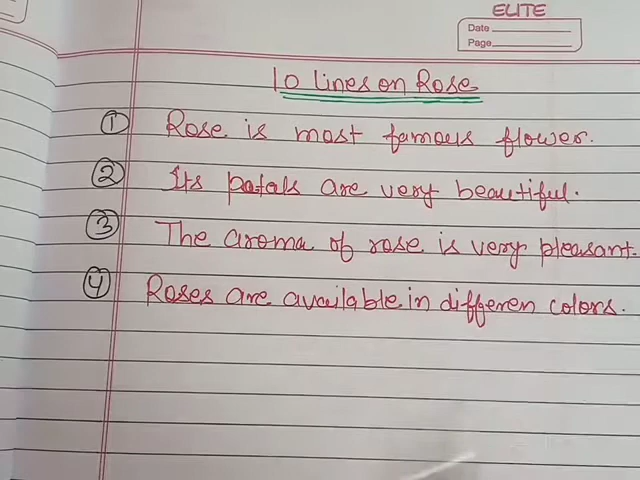 ELITE
Date
Page
10 Lines on Rose
1 Rose is most famous flower.
2 Its patals are very beautiful.
3 The aroma of rose is very pleasant.
4 Roses are available in differen colors.